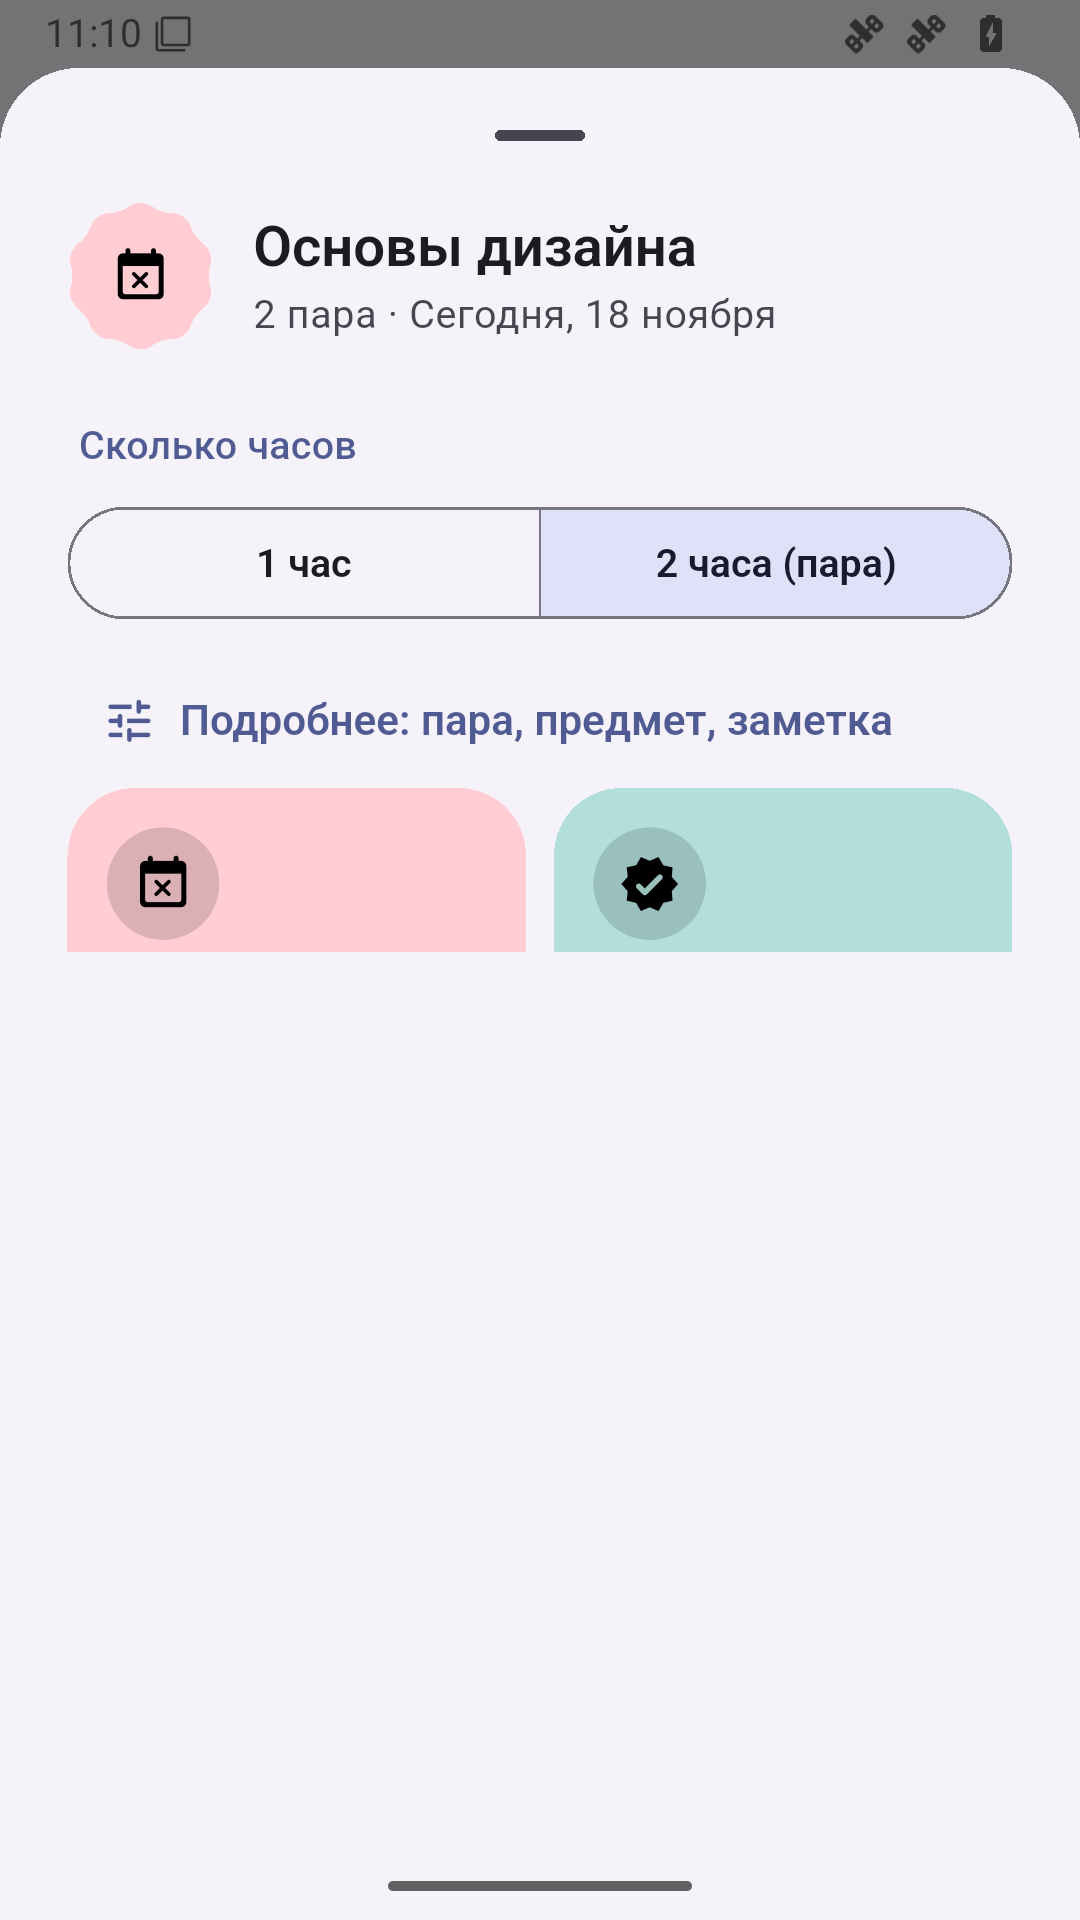 11:10
Основы дизайна
2 пара · Сегодня, 18 ноября
Сколько часов
1 час
2 часа (пара)
Подробнее: пара, предмет, заметка